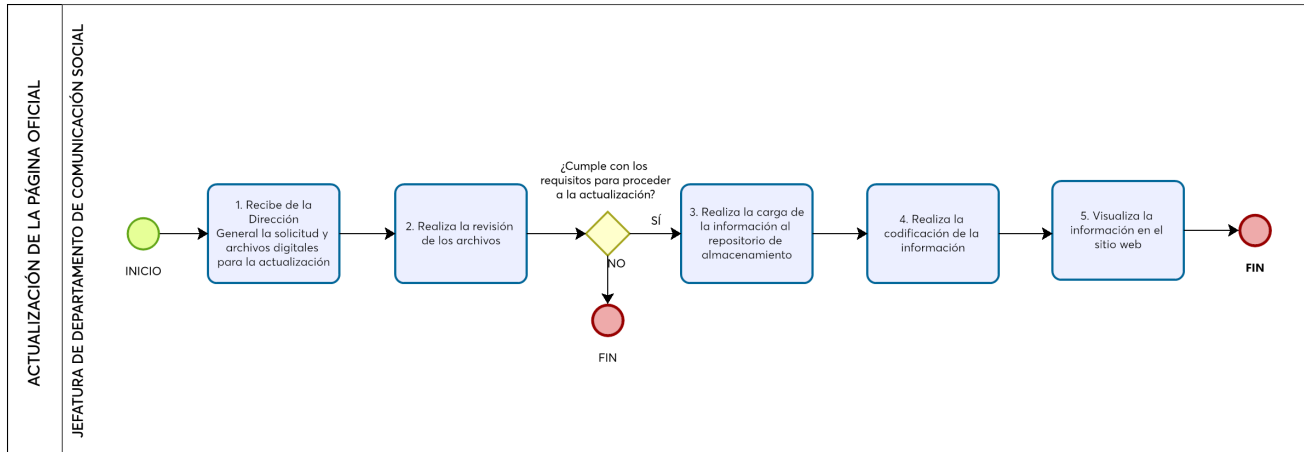 ACTUALIZACIÓN DE LA PÁGINA OFICIAL
JEFATURA DE DEPARTAMENTO DE COMUNICACIÓN SOCIAL
INICIO
1. Recibe de la
Dirección
General la solicitud y
archivos digitales
para la actualización
2. Realiza la revisión
de los archivos
¿Cumple con los
requisitos para proceder
a la actualización?
SÍ
NO
FIN
3. Realiza la carga de
la información al
repositorio de
almacenamiento
4. Realiza la
codificación de la
información
5. Visualiza la
información en el
sitio web
FIN